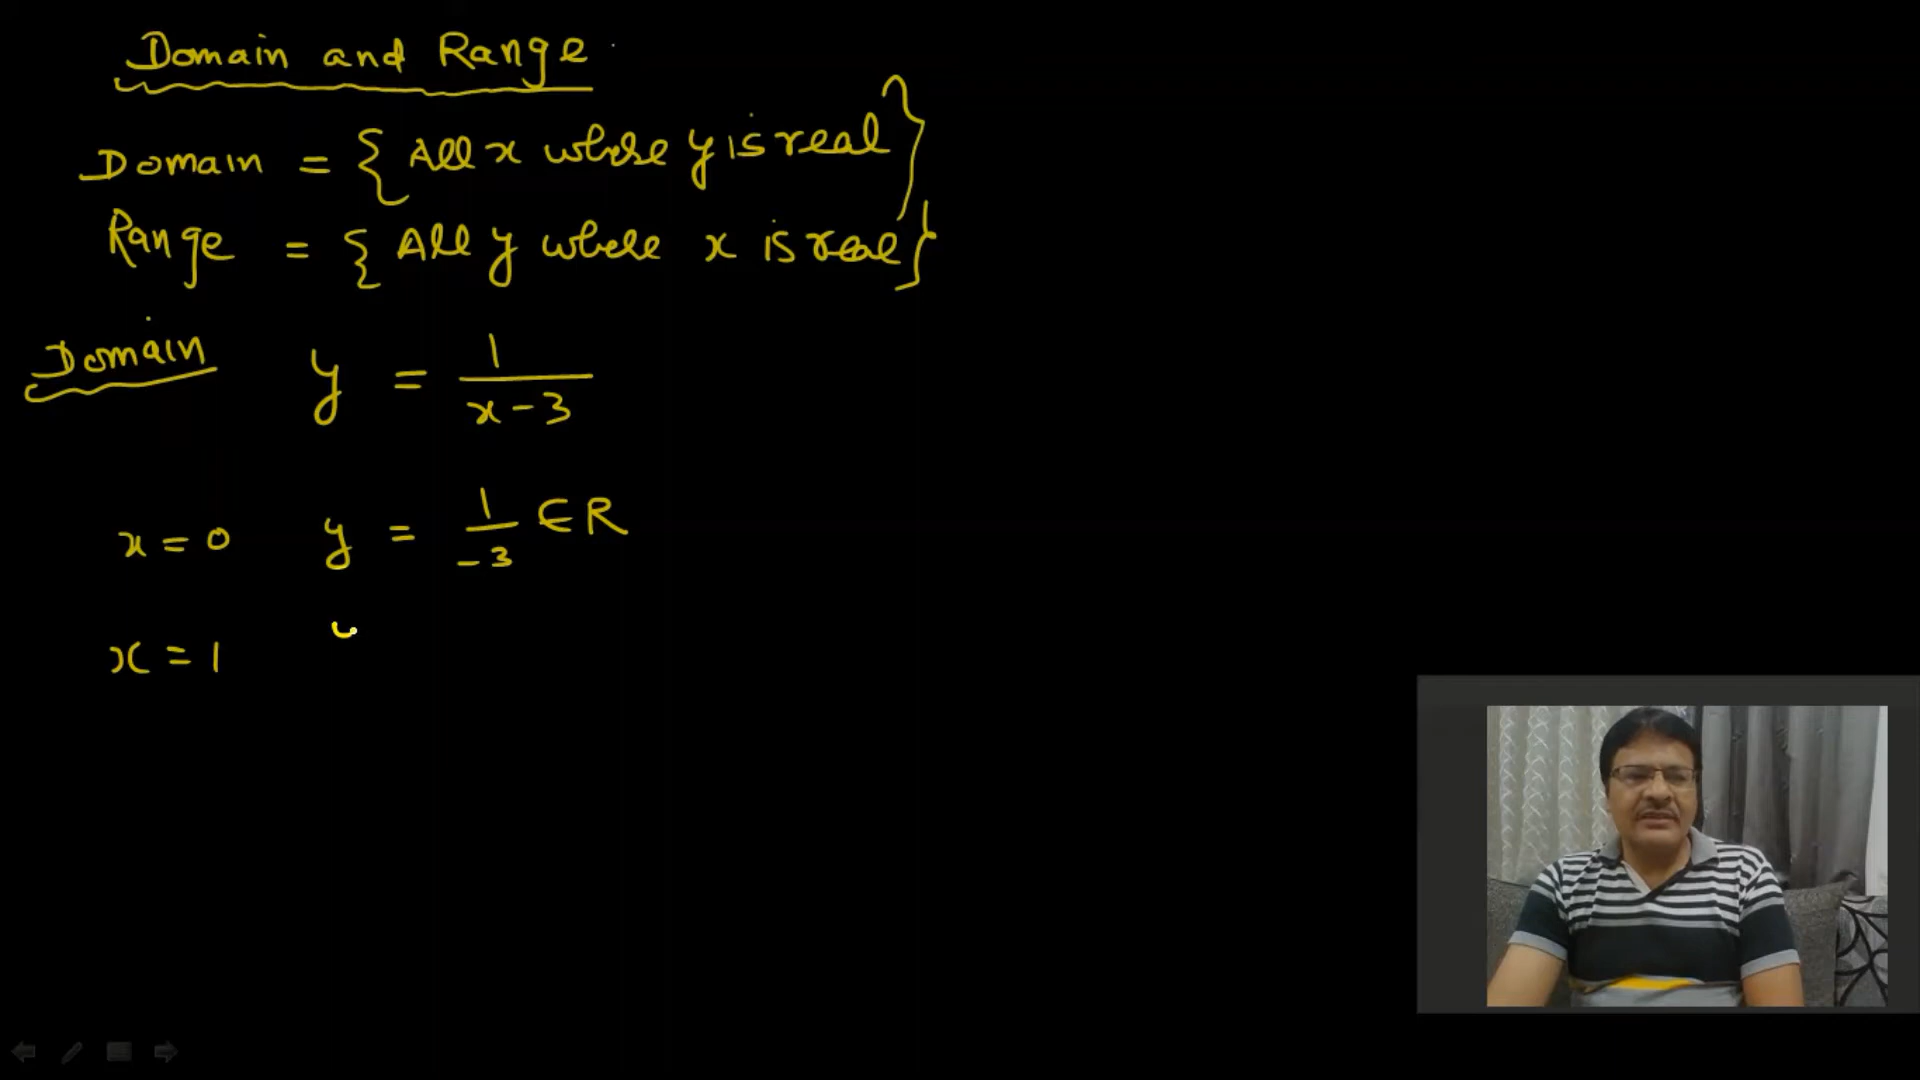 Domain and Range
Domain = { All x where y is real }
Range = { All y where x is real }
Domain y = 1/(x-3)
x = 0 y = 1/-3 ∈ R
x = 1